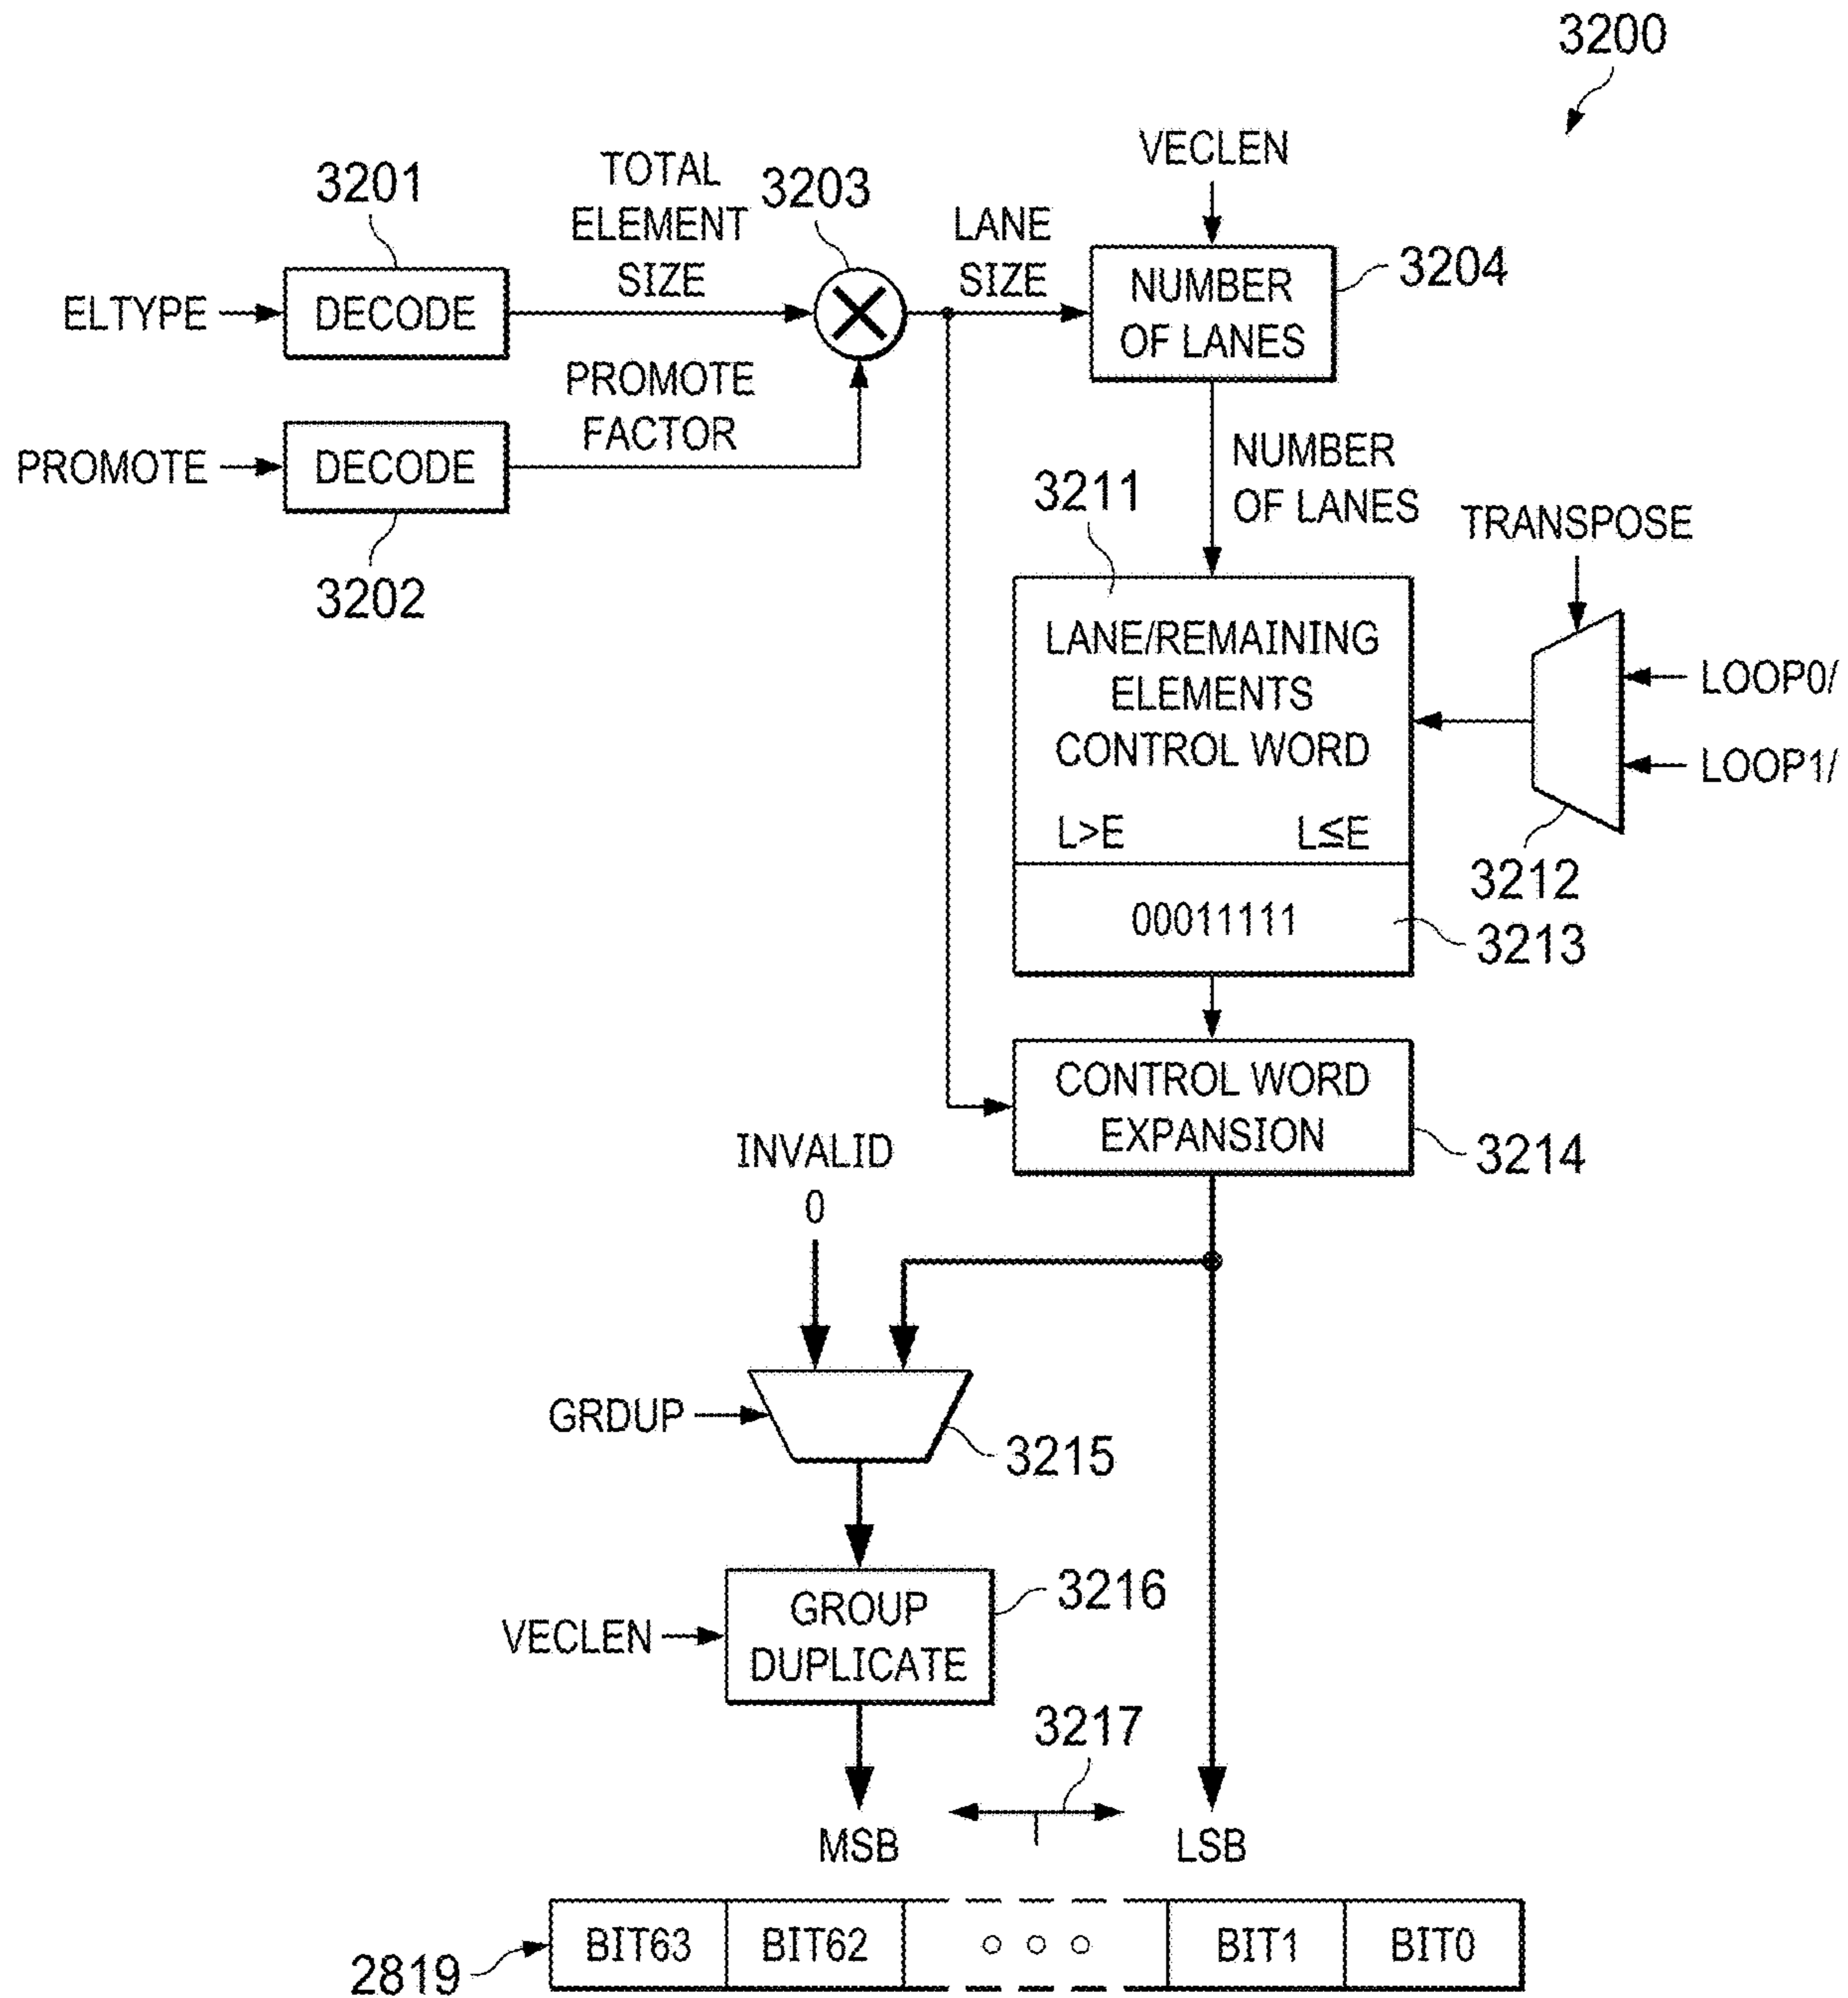 3200
VECLEN
3201
TOTAL
ELEMENT
SIZE
3203
LANE
SIZE
ELTYPE
DECODE
NUMBER
OF LANES
3204
PROMOTE
FACTOR
PROMOTE
DECODE
3202
NUMBER
OF LANES
3211
TRANSPOSE
LANE/REMAINING
ELEMENTS
CONTROL WORD
L>E L≦E
LOOP0/
LOOP1/
3212
00011111
3213
CONTROL WORD
EXPANSION
3214
INVALID
0
GRDUP
3215
GROUP
DUPLICATE
3216
VECLEN
3217
MSB
LSB
2819
BIT63 BIT62 ○ ○ ○ BIT1 BIT0